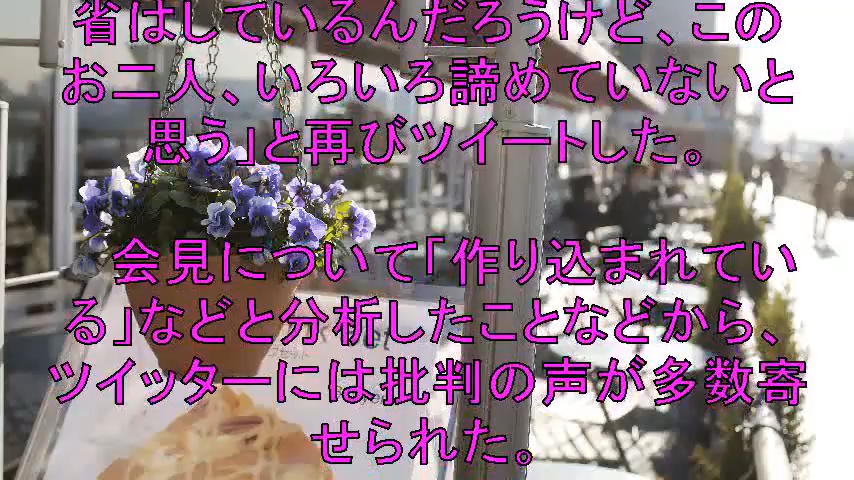 省はしているんだろうけど、この
お二人、いろいろ諦めていないと
思う」と再びツイートした。
会見について「作り込まれてい
る」などと分析したことなどから、
ツイッターには批判の声が多数寄
せられた。